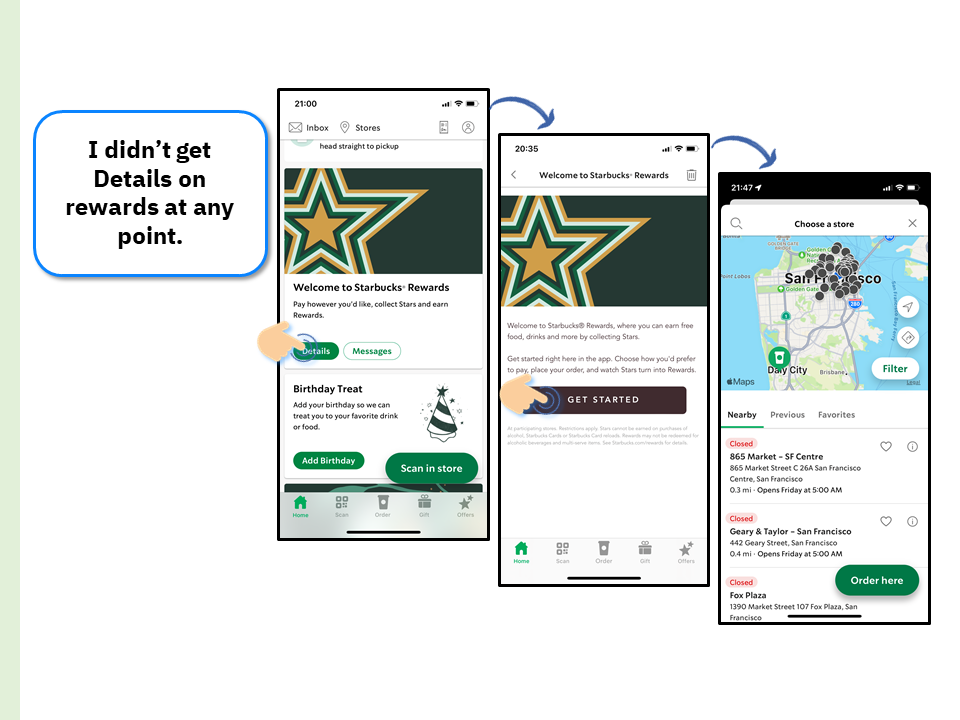 I didn't get
Details on
rewards at any
point.
21:00
Inbox
Stores
head straight to pickup
Welcome to Starbucks® Rewards
Pay however you'd like, collect Stars and earn
Rewards.
Details
Messages
Birthday Treat
Add your birthday so we can
treat you to your favorite drink
or food.
Add Birthday
Scan in store
Home
Scan
Order
Gift
Offers
20:35
Welcome to Starbucks® Rewards
Welcome to Starbucks® Rewards, where you can earn free
food, drinks and more by collecting Stars.
Get started right here in the app. Choose how you'd prefer
to pay, place your order, and watch Stars turn into Rewards.
GET STARTED
At participating stores. Restrictions apply. Stars cannot be earned on purchases of
alcohol, Starbucks Cards or Starbucks Card reloads. Rewards may not be redeemed for
alcoholic beverages and multi-serve items. See Starbucks.com/rewards for details.
Home
Scan
Order
Gift
Offers
21:47
Choose a store
GOLDEN GATE
BRIDGE
Point Lobos
San Francisco
Golden Gate
280
1
Daly City
Brisbane
Maps
Legal
Filter
Nearby
Previous
Favorites
Closed
865 Market – SF Centre
865 Market Street C 26A San Francisco
Centre, San Francisco
0.3 mi · Opens Friday at 5:00 AM
Closed
Geary & Taylor – San Francisco
442 Geary Street, San Francisco
0.4 mi · Opens Friday at 5:00 AM
Closed
Fox Plaza
1390 Market Street 107 Fox Plaza, San
Francisco
Order here